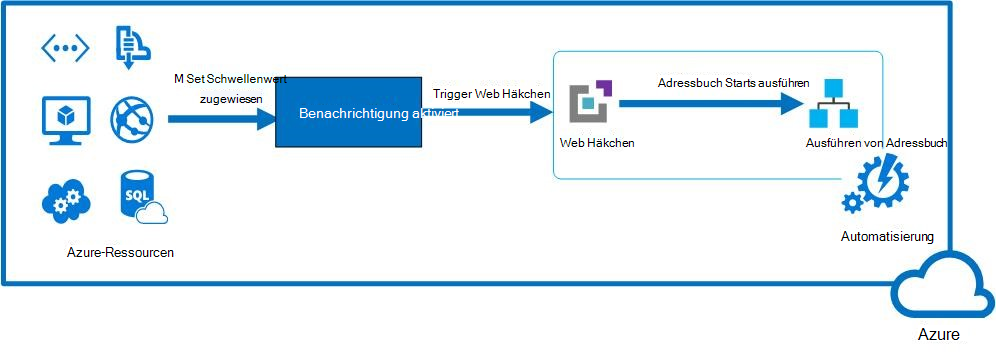 M Set Schwellenwert
zugewiesen
Benachrichtigung aktiviert
Trigger Web Häkchen
Adressbuch Starts ausführen
Web Häkchen
Ausführen von Adressbuch
SQL
Azure-Ressourcen
Automatisierung
Azure